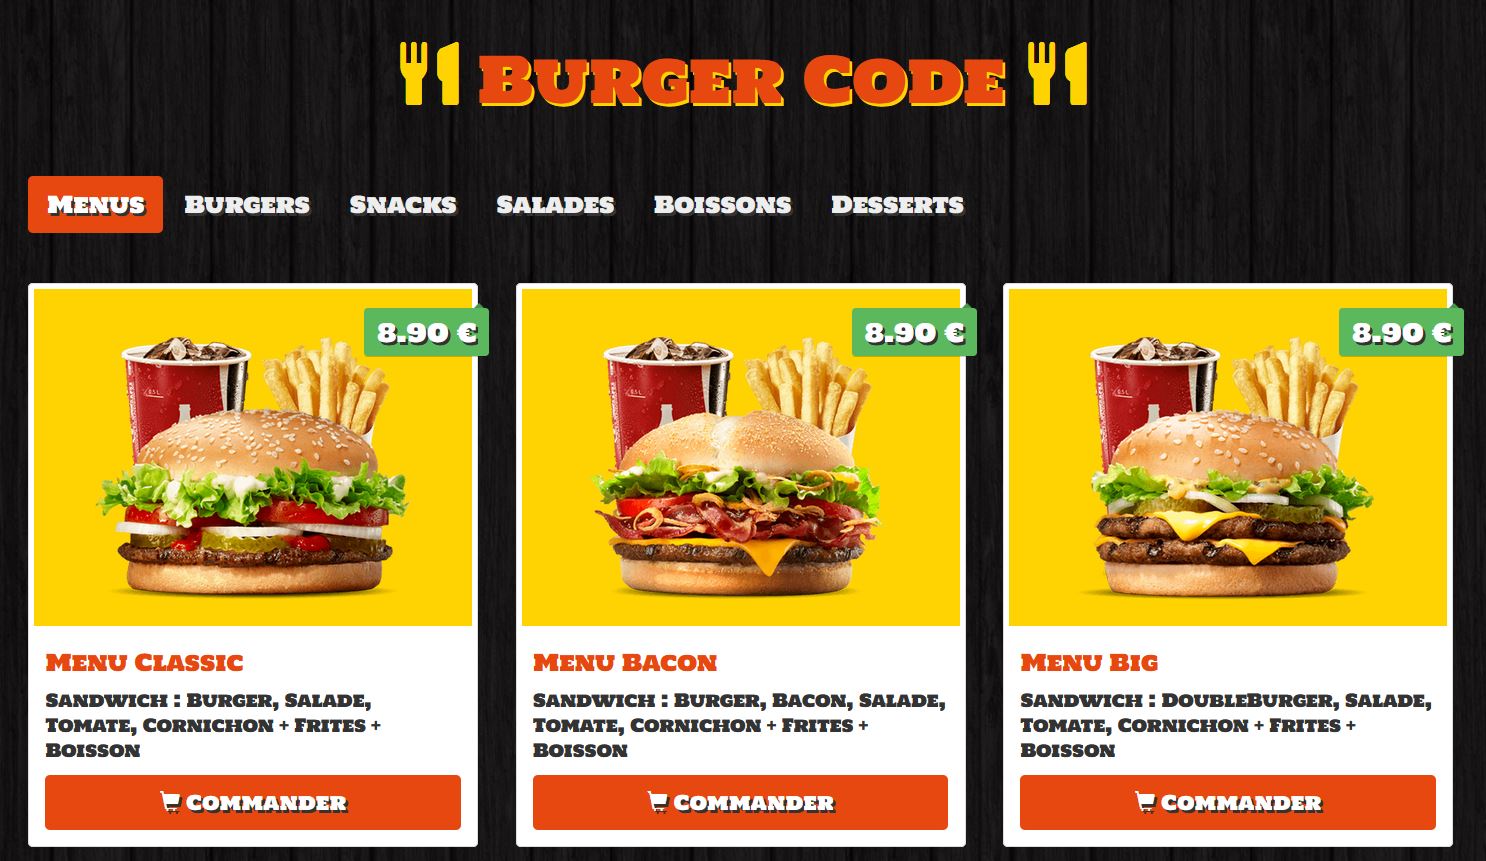 Burger Code
Menus Burgers Snacks Salades Boissons Desserts
8.90 €
8.90 €
8.90 €
0.5 L
Menu Classic
Sandwich : Burger, Salade,
Tomate, Cornichon + Frites +
Boisson
Commander
Menu Bacon
Sandwich : Burger, Bacon, Salade,
Tomate, Cornichon + Frites +
Boisson
Commander
Menu Big
Sandwich : DoubleBurger, Salade,
Tomate, Cornichon + Frites +
Boisson
Commander